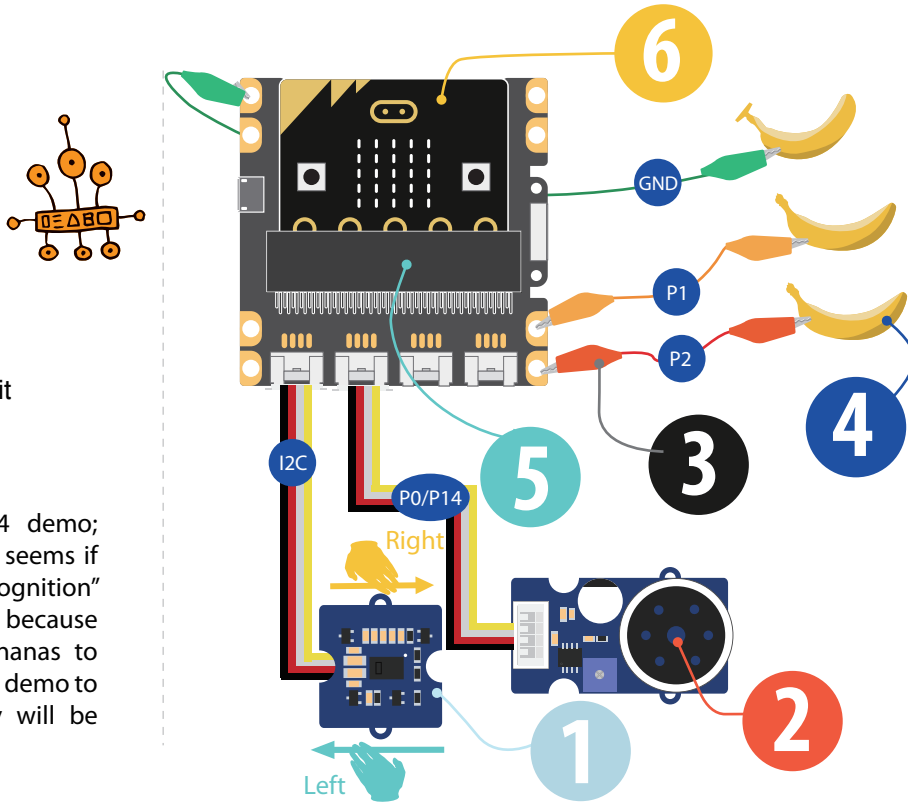 it
4 demo;
seems if
ognition”
because
nanas to
demo to
will be
6
GND
P1
P2
4
3
5
I2C
P0/P14
Right
2
1
Left